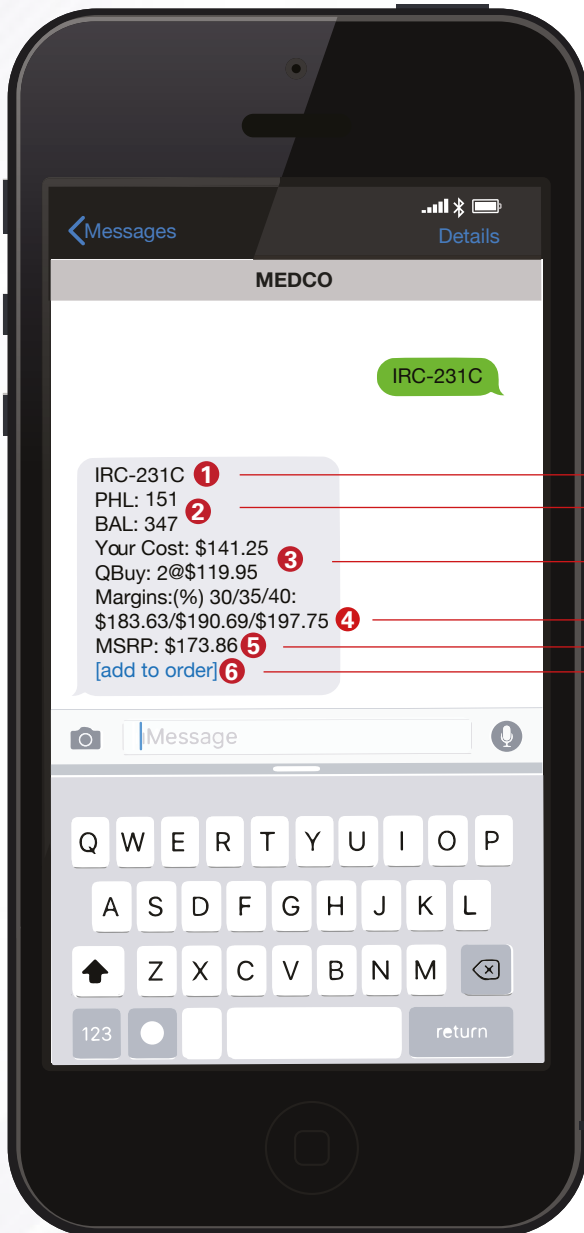 Messages
Details
MEDCO
IRC-231C
IRC-231C 1
PHL: 151
2
BAL: 347
Your Cost: $141.25
3
QBuy: 2@$119.95
Margins:(%) 30/35/40:
$183.63/$190.69/$197.75 4
MSRP: $173.86 5
[add to order] 6
iMessage
Q W E R T Y U I O P
A S D F G H J K L
Z X C V B N M
123 return